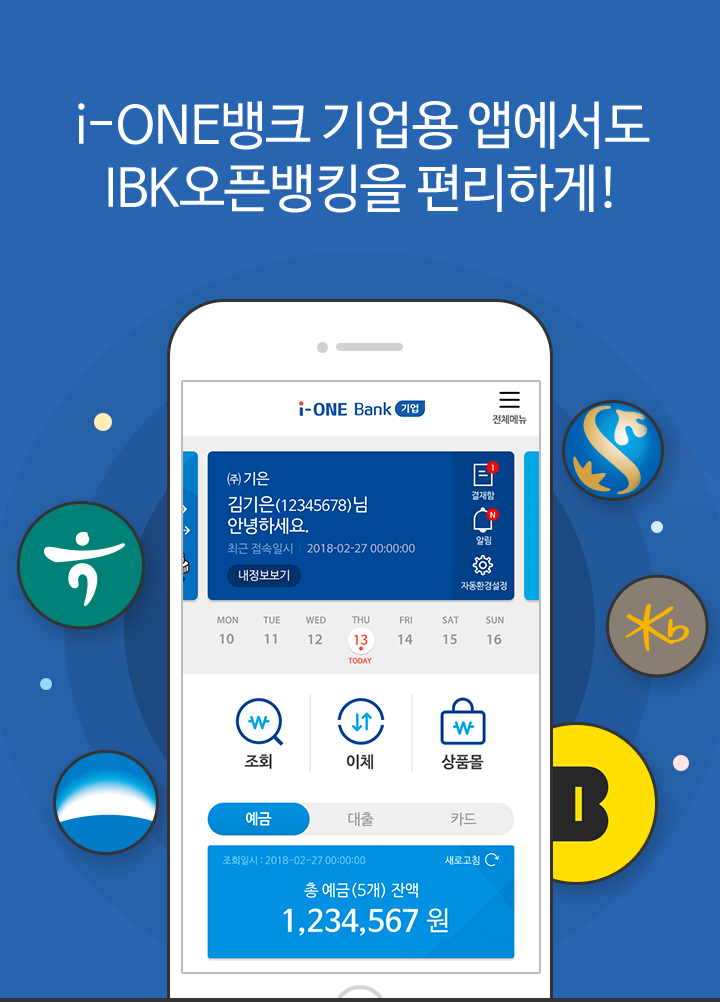 i-ONE뱅크 기업용 앱에서도
IBK오픈뱅킹을 편리하게!
i-ONE Bank 기업
전체메뉴
㈜ 기은
김기은(12345678)님
안녕하세요.
최근 접속일시 | 2018-02-27 00:00:00
내정보보기
1
결재함
N
알림
자동환경설정
MON TUE WED THU FRI SAT SUN
10 11 12 13 14 15 16
TODAY
조회 이체 상품몰
예금 대출 카드
조회일시 : 2018-02-27 00:00:00 새로고침
총 예금(5개) 잔액
1,234,567 원